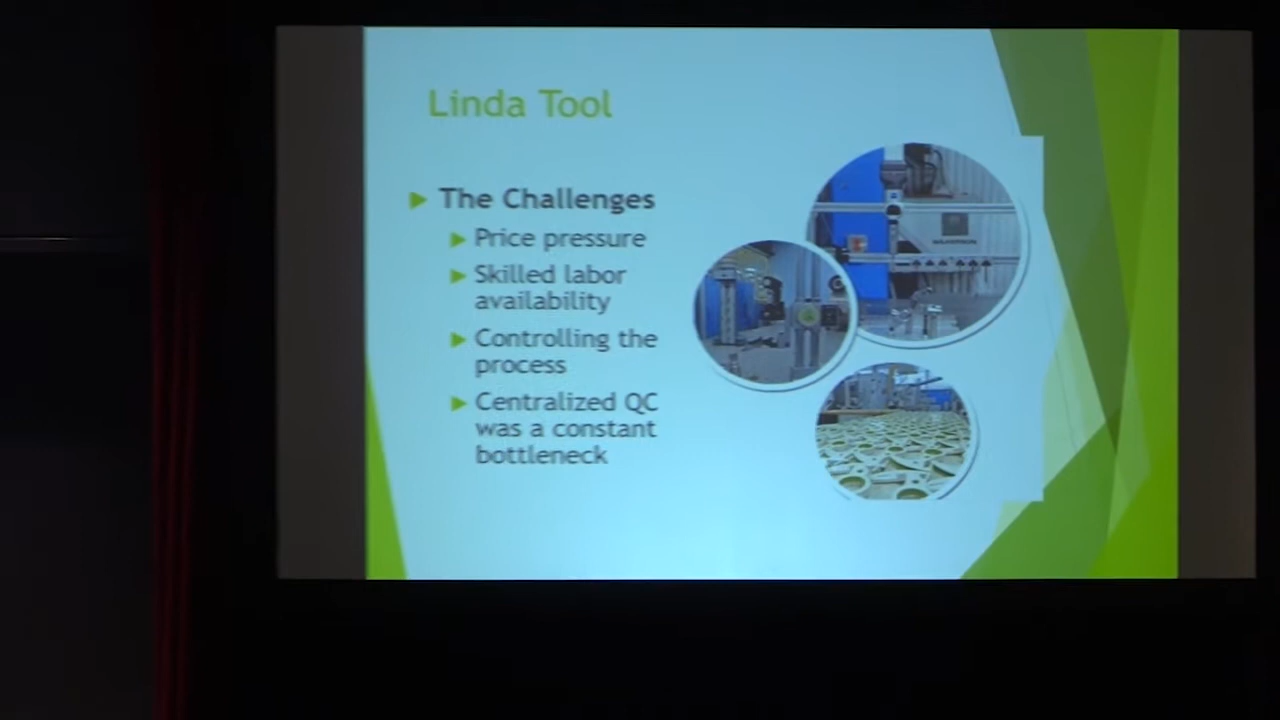 Linda Tool
The Challenges
Price pressure
Skilled labor
availability
Controlling the
process
Centralized QC
was a constant
bottleneck